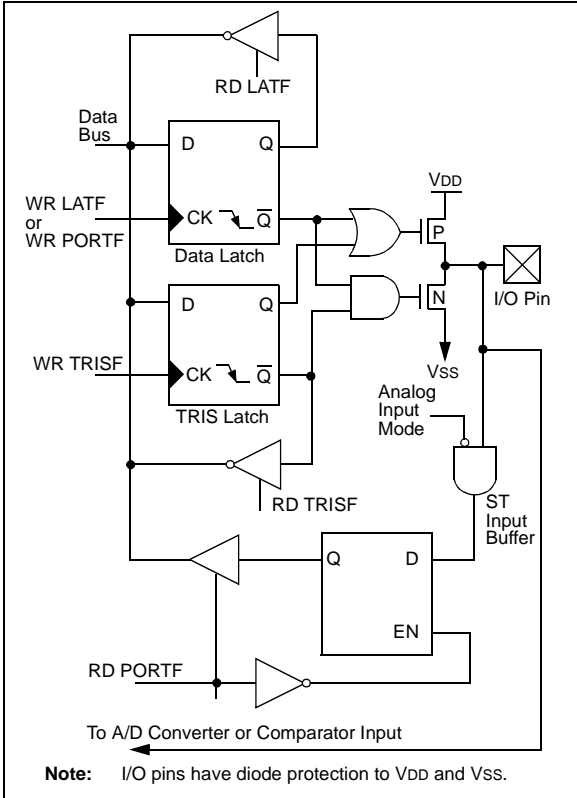 RD LATF
Data
Bus
D Q
WR LATF
or
WR PORTF
CK Q
Data Latch
VDD
P
N
I/O Pin
VSS
D Q
WR TRISF
CK Q
TRIS Latch
Analog
Input
Mode
RD TRISF
ST
Input
Buffer
Q D
EN
RD PORTF
To A/D Converter or Comparator Input
Note: I/O pins have diode protection to VDD and VSS.